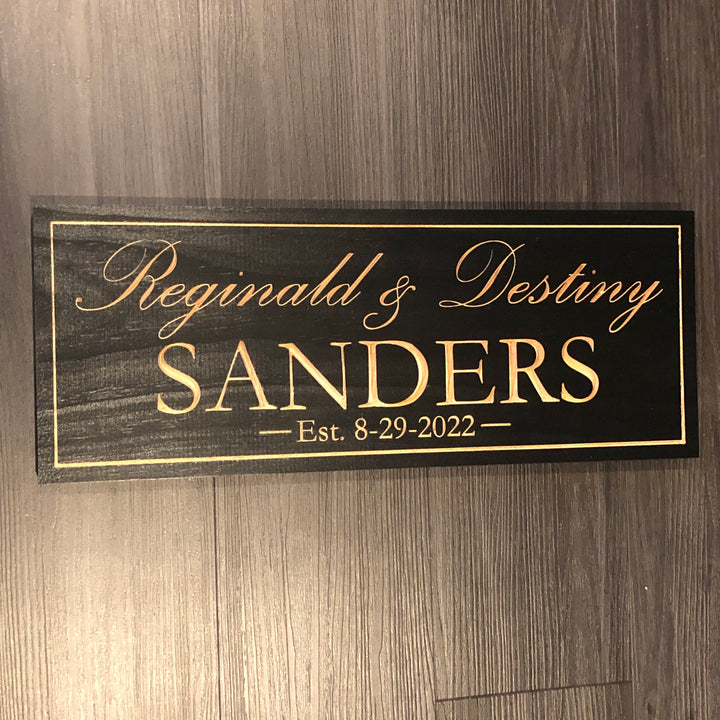 Reginald & Destiny
SANDERS
— Est. 8-29-2022 —